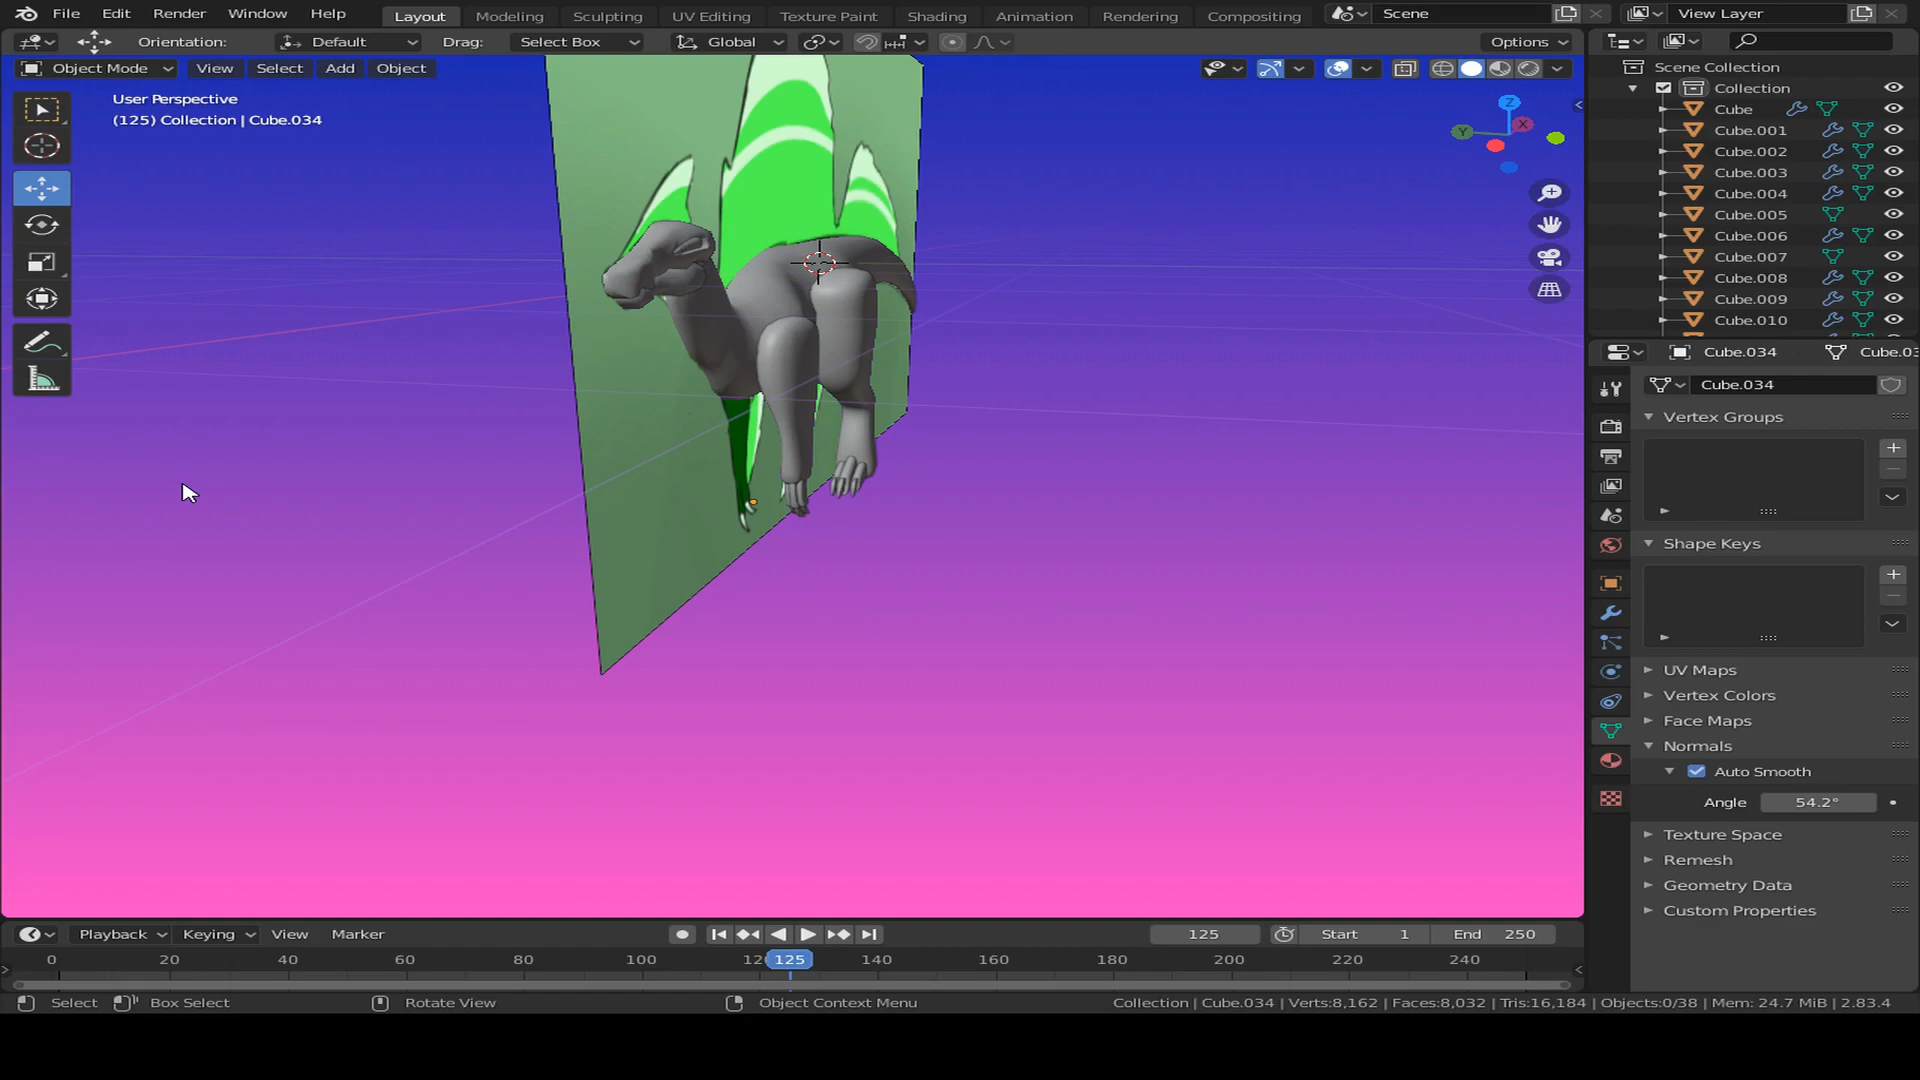 File Edit Render Window Help Layout Modeling Sculpting UV Editing Texture Paint Shading Animation Rendering Compositing Scene View Layer
Orientation: Default Drag: Select Box Global Options
Object Mode View Select Add Object
User Perspective
(125) Collection | Cube.034
Z
Y
X
Scene Collection
Collection
Cube
Cube.001
Cube.002
Cube.003
Cube.004
Cube.005
Cube.006
Cube.007
Cube.008
Cube.009
Cube.010
Cube.034 Cube.03
Cube.034
Vertex Groups
Shape Keys
UV Maps
Vertex Colors
Face Maps
Normals
Auto Smooth
Angle 54.2°
Texture Space
Remesh
Geometry Data
Custom Properties
Playback Keying View Marker 125 Start 1 End 250
0 20 40 60 80 100 125 140 160 180 200 220 240
Select Box Select Rotate View Object Context Menu Collection | Cube.034 | Verts:8,162 | Faces:8,032 | Tris:16,184 | Objects:0/38 | Mem: 24.7 MiB | 2.83.4